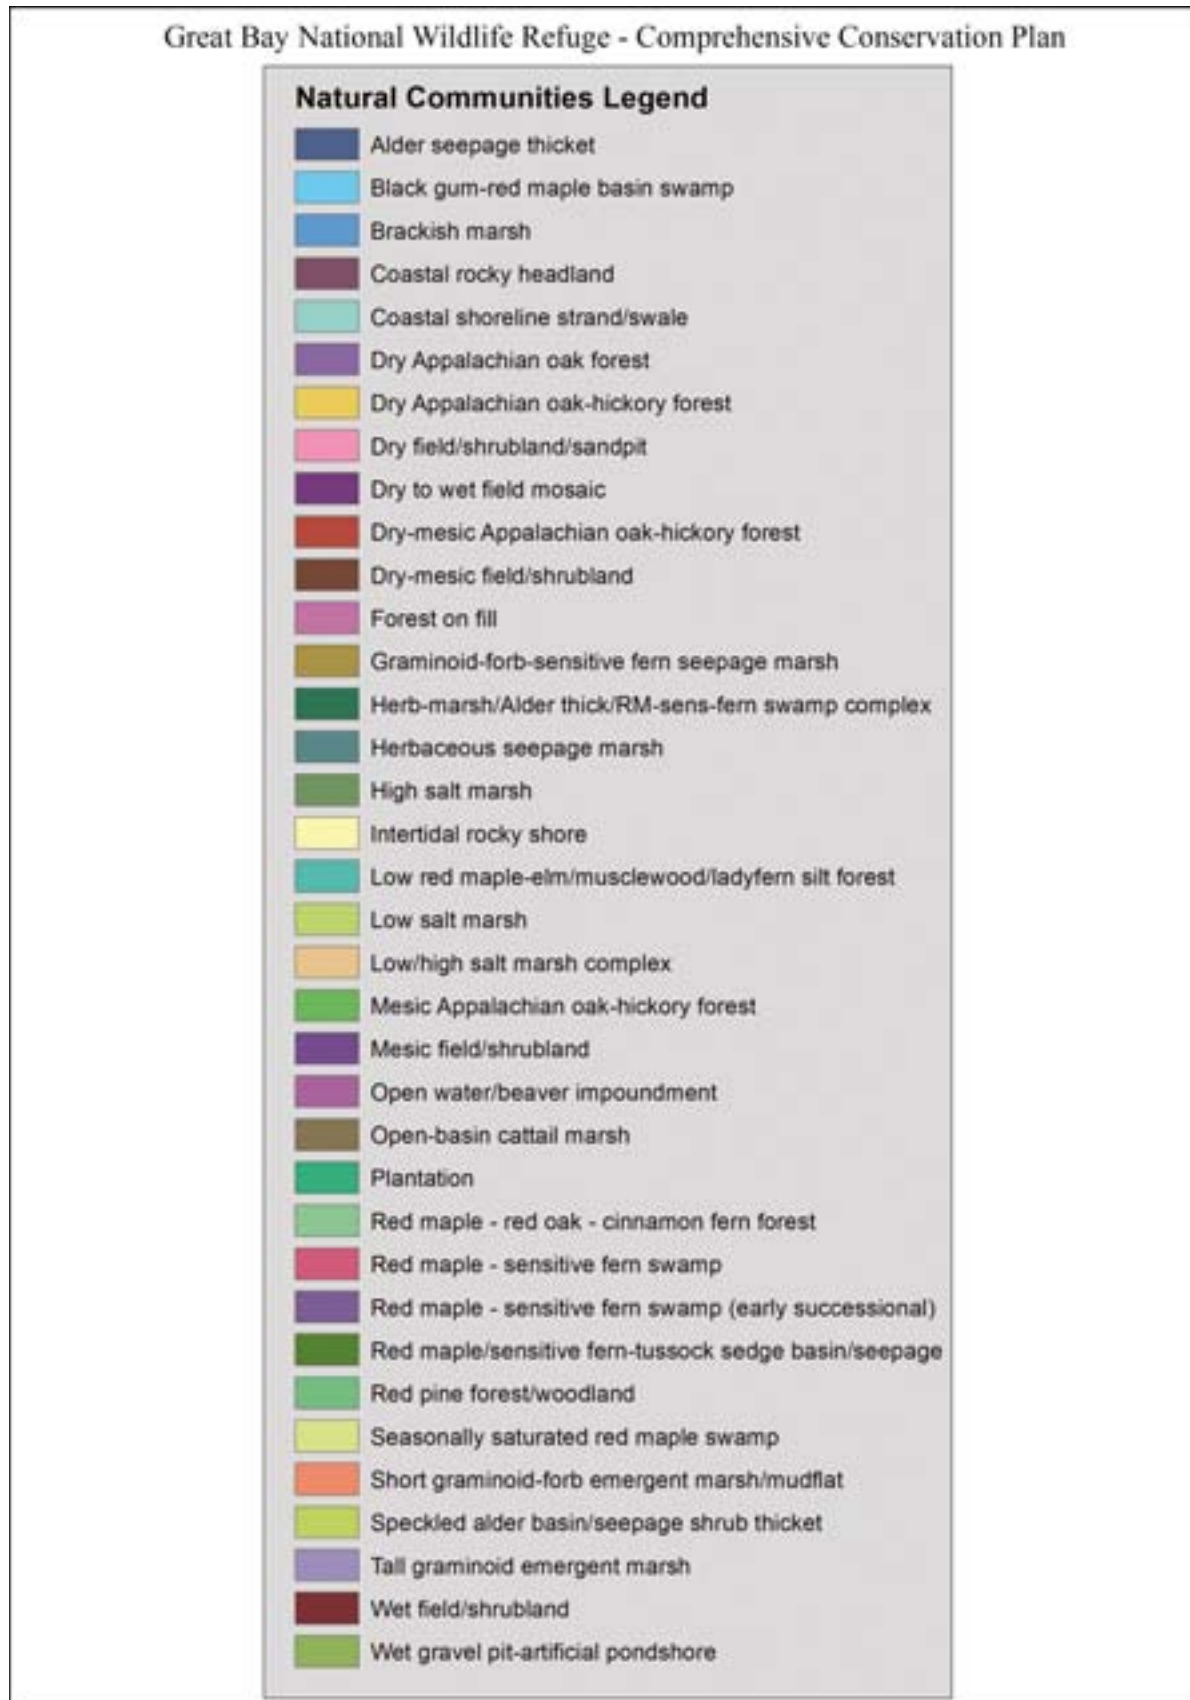 Great Bay National Wildlife Refuge - Comprehensive Conservation Plan
Natural Communities Legend
Alder seepage thicket
Black gum-red maple basin swamp
Brackish marsh
Coastal rocky headland
Coastal shoreline strand/swale
Dry Appalachian oak forest
Dry Appalachian oak-hickory forest
Dry field/shrubland/sandpit
Dry to wet field mosaic
Dry-mesic Appalachian oak-hickory forest
Dry-mesic field/shrubland
Forest on fill
Graminoid-forb-sensitive fern seepage marsh
Herb-marsh/Alder thick/RM-sens-fern swamp complex
Herbaceous seepage marsh
High salt marsh
Intertidal rocky shore
Low red maple-elm/musclewood/ladyfern silt forest
Low salt marsh
Low/high salt marsh complex
Mesic Appalachian oak-hickory forest
Mesic field/shrubland
Open water/beaver impoundment
Open-basin cattail marsh
Plantation
Red maple - red oak - cinnamon fern forest
Red maple - sensitive fern swamp
Red maple - sensitive fern swamp (early successional)
Red maple/sensitive fern-tussock sedge basin/seepage
Red pine forest/woodland
Seasonally saturated red maple swamp
Short graminoid-forb emergent marsh/mudflat
Speckled alder basin/seepage shrub thicket
Tall graminoid emergent marsh
Wet field/shrubland
Wet gravel pit-artificial pondshore